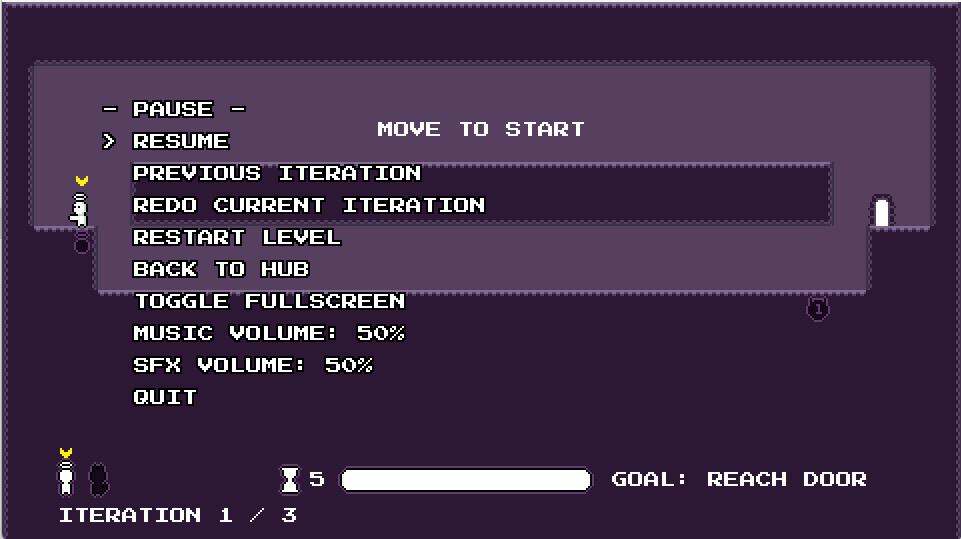 - PAUSE -
MOVE TO START
> RESUME
PREVIOUS ITERATION
REDO CURRENT ITERATION
RESTART LEVEL
BACK TO HUB
TOGGLE FULLSCREEN
1
MUSIC VOLUME: 50%
SFX VOLUME: 50%
QUIT
5
GOAL: REACH DOOR
ITERATION 1 / 3